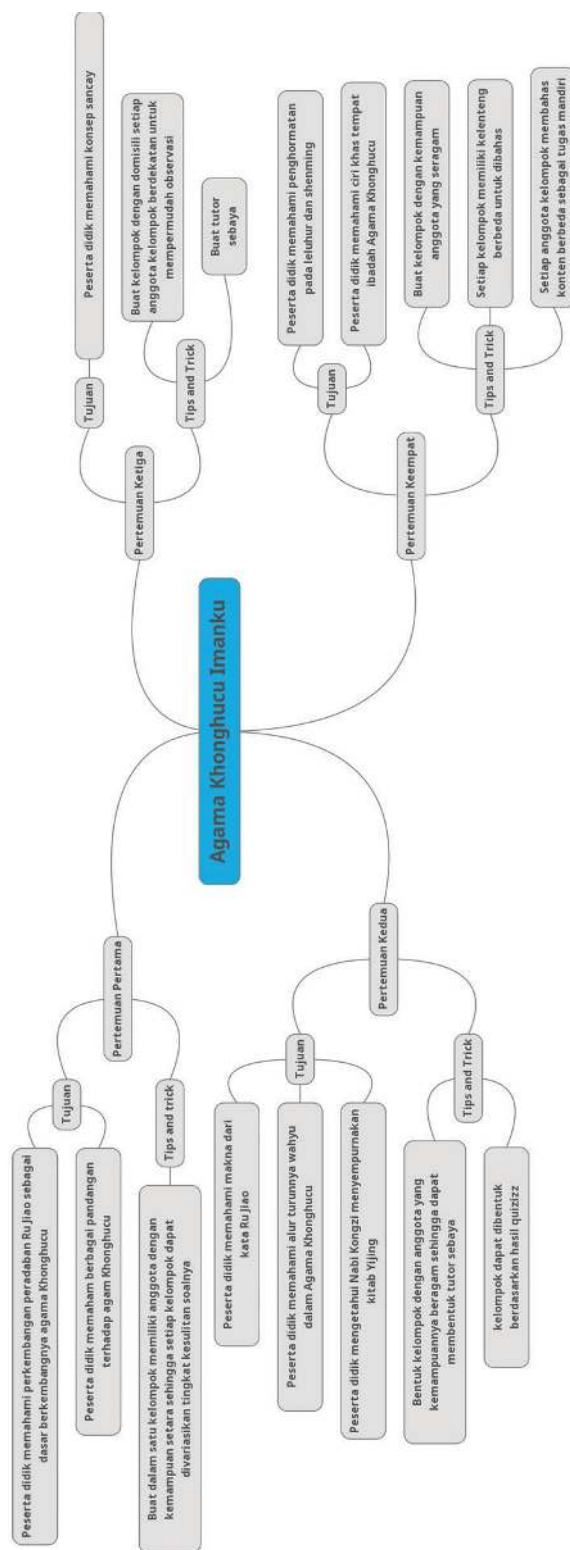 Agama Khonghucu Imanku
Pertemuan Pertama
Tujuan
Peserta didik memahami perkembangan peradaban Ru Jiao sebagai
dasar berkembangnya agama Khonghucu
Peserta didik memaham berbagai pandangan
terhadap agam Khonghucu
Tips and trick
Buat dalam satu kelompok memiliki anggota dengan
kemampuan setara sehingga setiap kelompok dapat
divariasikan tingkat kesulitan soalnya
Pertemuan Kedua
Tujuan
Peserta didik memahami makna dari
kata Ru Jiao
Peserta didik memahami alur turunnya wahyu
dalam Agama Khonghucu
Peserta didik mengetahui Nabi Kongzi menyempurnakan
kitab Yijing
Tips and Trick
Bentuk kelompok dengan anggota yang
kemampuannya beragam sehingga dapat
membentuk tutor sebaya
kelompok dapat dibentuk
berdasarkan hasil quizizz
Pertemuan Ketiga
Tujuan
Peserta didik memahami konsep sancay
Tips and Trick
Buat kelompok dengan domisili setiap
anggota kelompok berdekatan untuk
mempermudah observasi
Buat tutor
sebaya
Pertemuan Keempat
Tujuan
Peserta didik memahami penghormatan
pada leluhur dan shenming
Peserta didik memahami ciri khas tempat
ibadah Agama Khonghucu
Tips and Trick
Buat kelompok dengan kemampuan
anggota yang seragam
Setiap kelompok memiliki kelenteng
berbeda untuk dibahas
Setiap anggota kelompok membahas
konten berbeda sebagai tugas mandiri